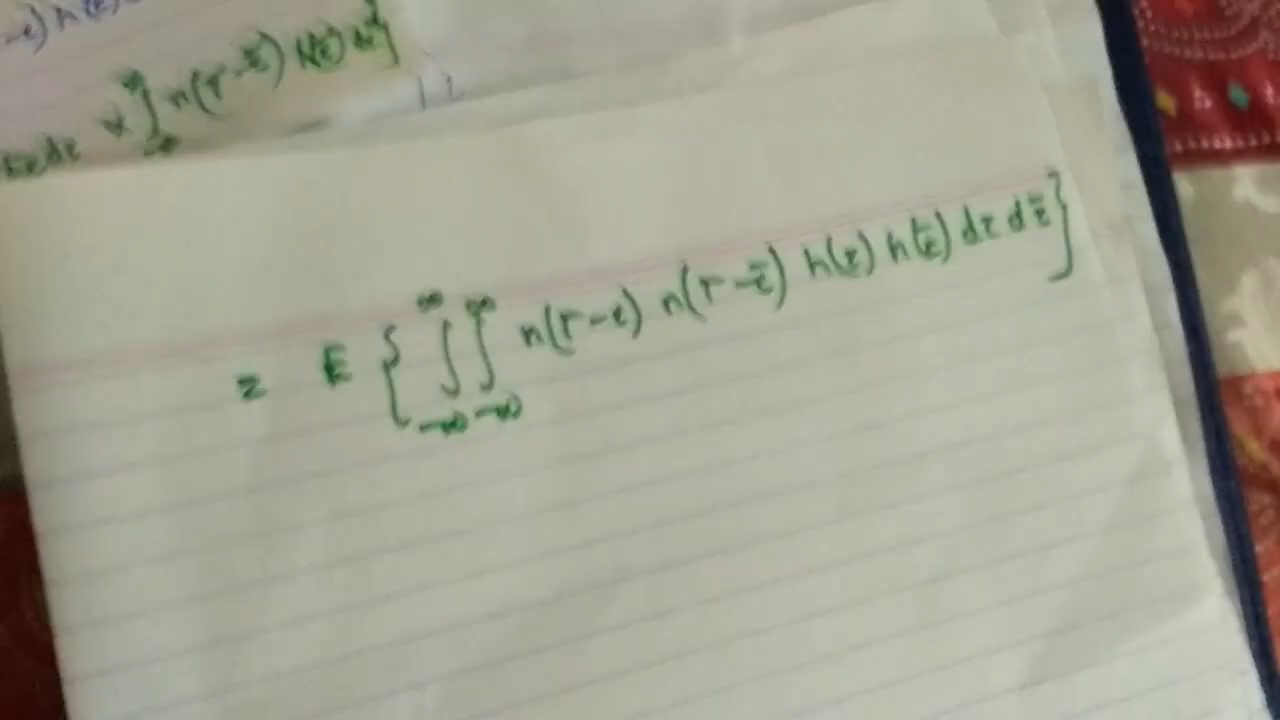 ∫ n(T-τ̄) h(τ̄) dτ̄}
= E { ∫∫ n(T-τ) n(T-τ̄) h(τ) h(τ̄) dτ dτ̄ }
∞ ∞
-∞ -∞